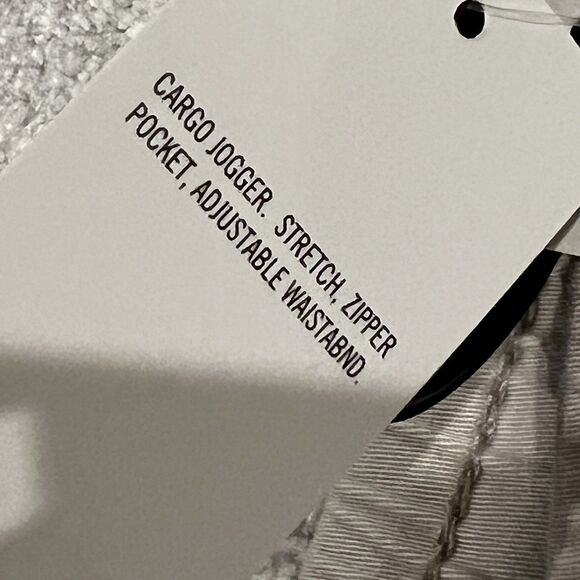 CARGO JOGGER. STRETCH, ZIPPER
POCKET, ADJUSTABLE WAISTABND.